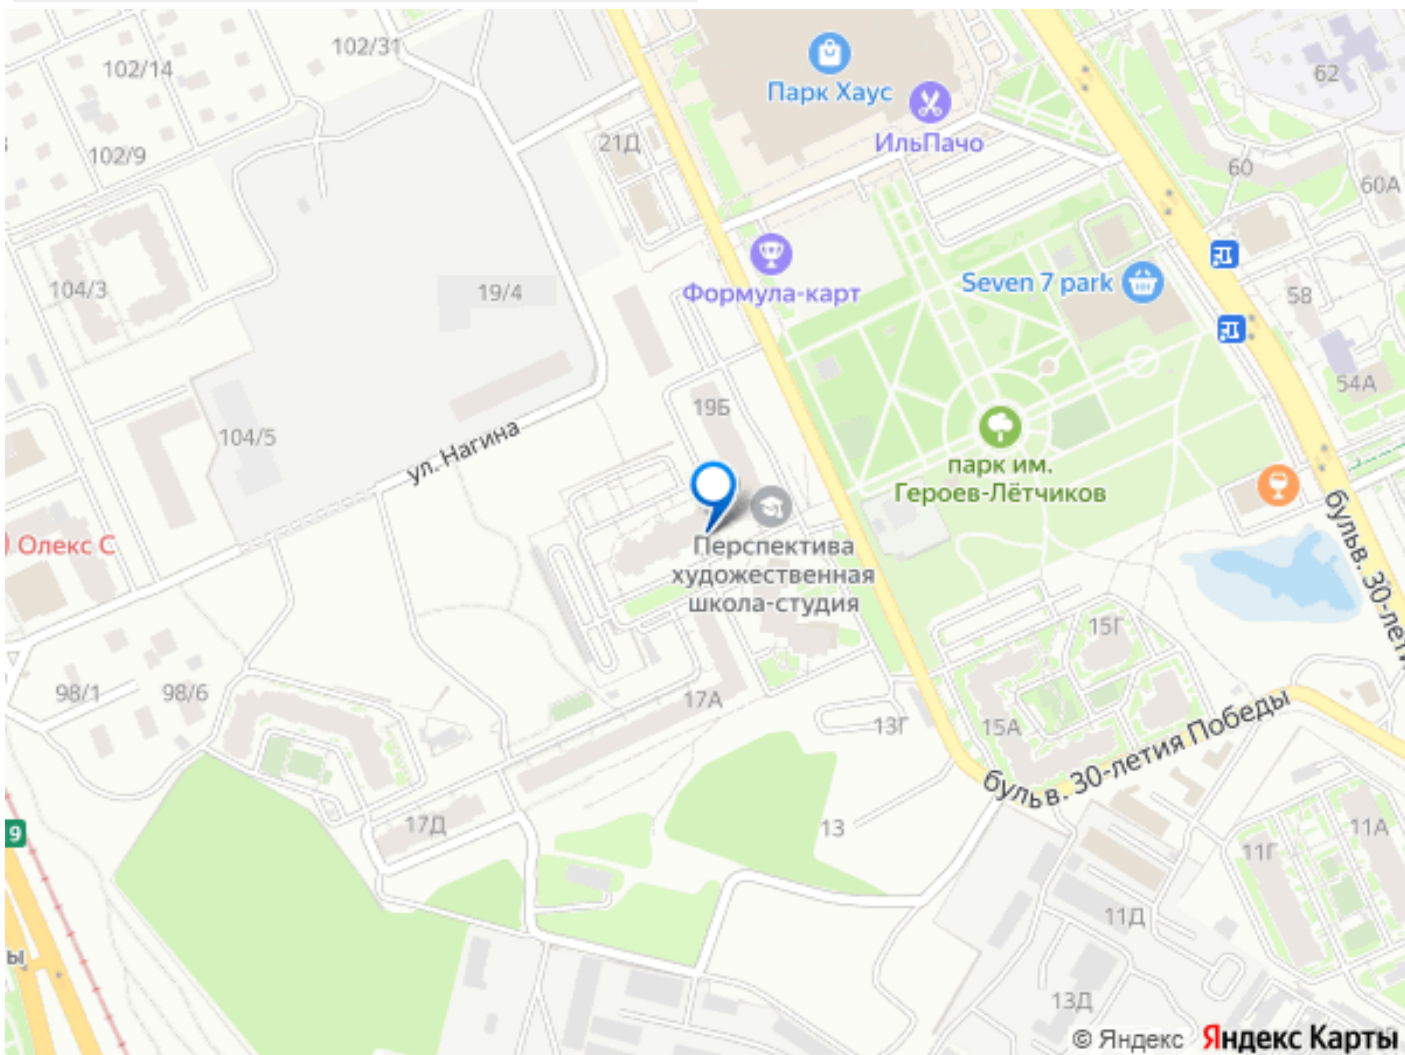 102/31
102/14
62
Парк Хаус
ИльПачо
21Д
102/9
60
60А
104/3
19/4
Формула-карт
Seven 7 park
58
54А
19Б
104/5
ул. Нагина
парк им.
Героев-Лётчиков
Олекс С
Перспектива
художественная
школа-студия
бульв. 30-лети
15Г
98/1
98/6
17А
13Г
15А
бульв. 30-летия Победы
17Д
13
9
11А
11Г
11Д
ы
13Д
© Яндекс Яндекс Карты